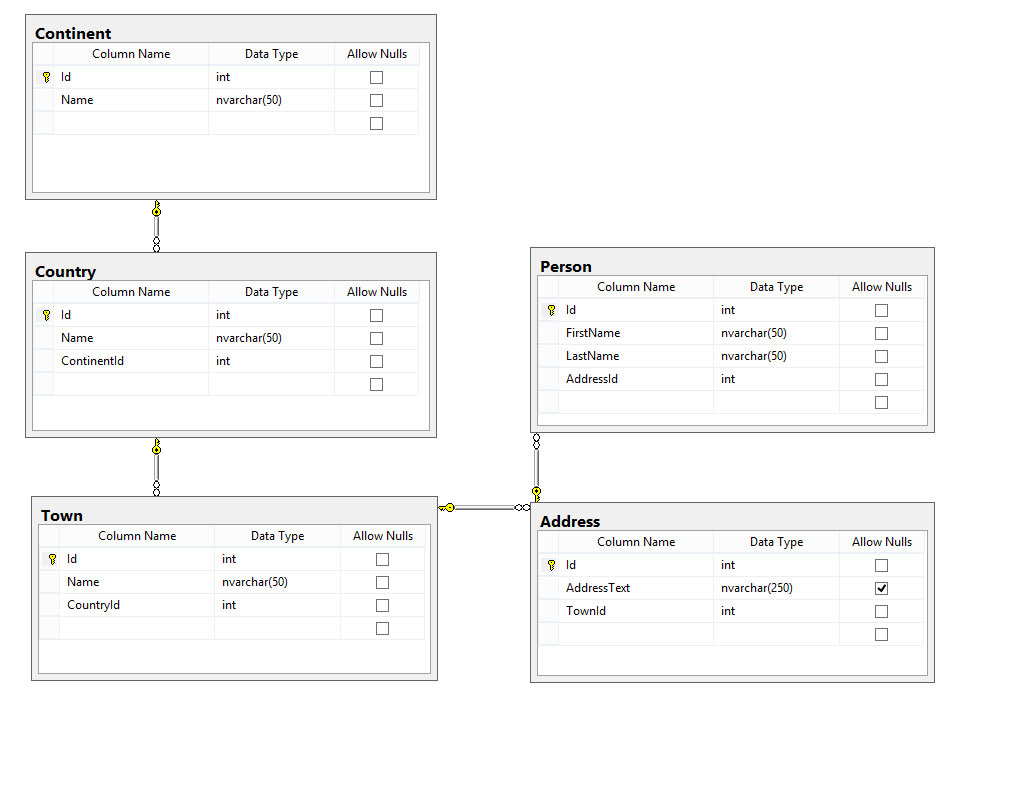 Continent
Column Name Data Type Allow Nulls
Id int
Name nvarchar(50)
Country
Column Name Data Type Allow Nulls
Id int
Name nvarchar(50)
ContinentId int
Town
Column Name Data Type Allow Nulls
Id int
Name nvarchar(50)
CountryId int
Person
Column Name Data Type Allow Nulls
Id int
FirstName nvarchar(50)
LastName nvarchar(50)
AddressId int
Address
Column Name Data Type Allow Nulls
Id int
AddressText nvarchar(250)
TownId int